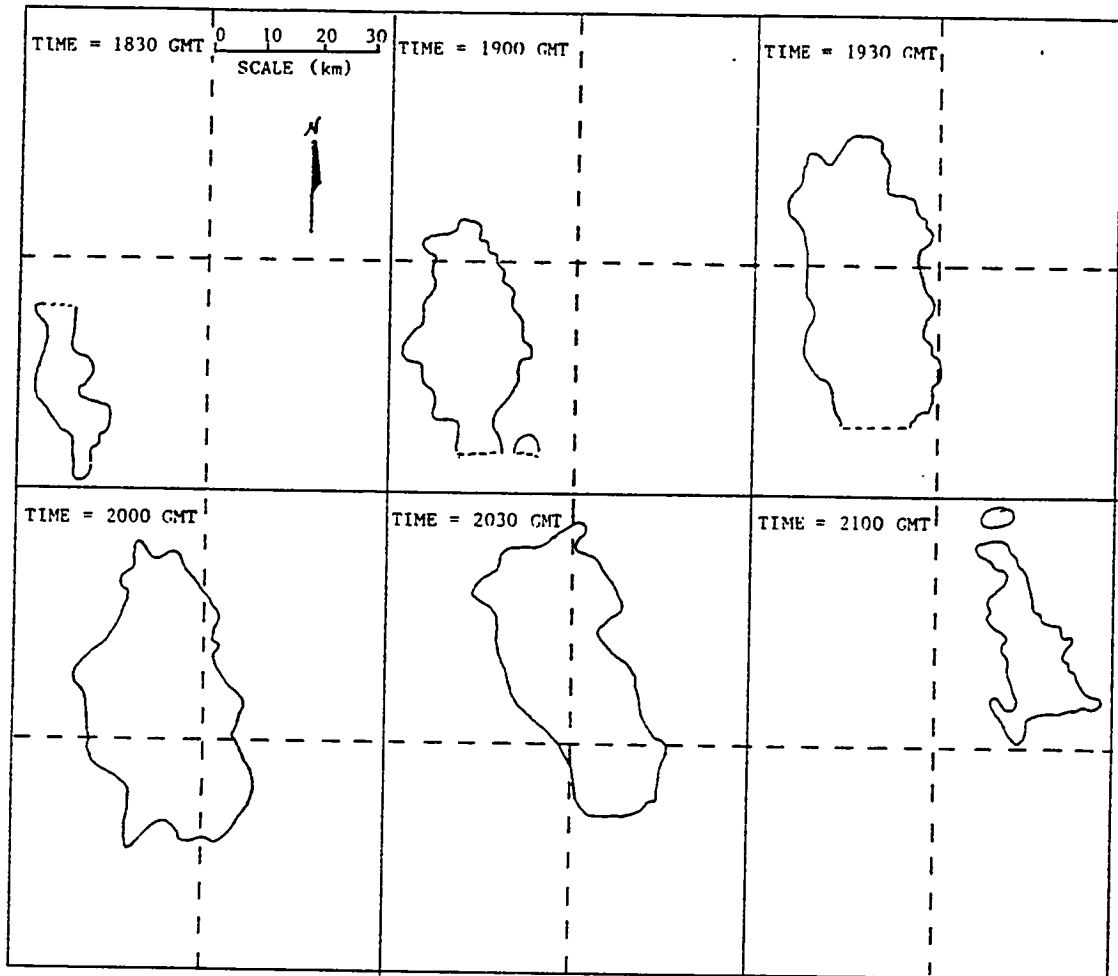 TIME = 1830 GMT
0 10 20 30
SCALE (km)
N
TIME = 1900 GMT
TIME = 1930 GMT
TIME = 2000 GMT
TIME = 2030 GMT
TIME = 2100 GMT